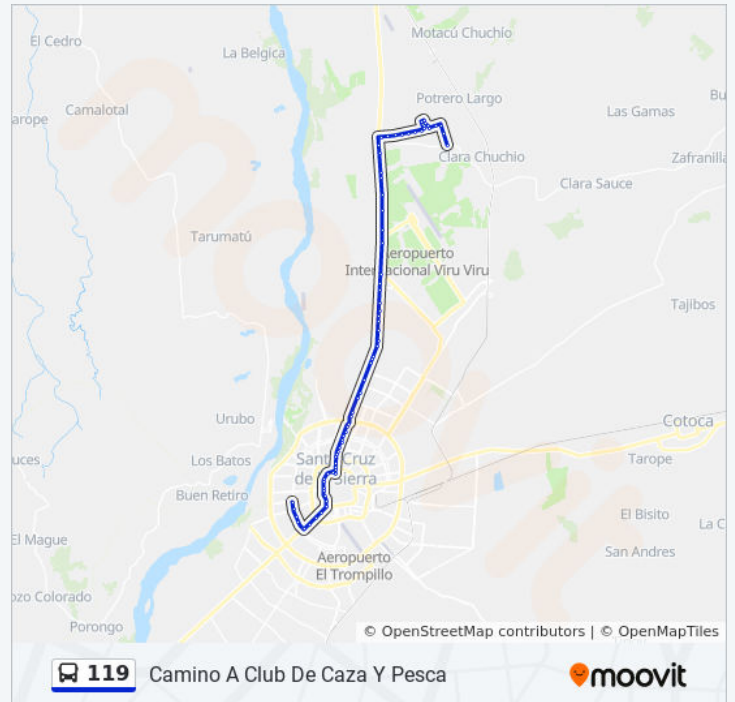 Motacú Chuchío
El Cedro
La Belgica
Potrero Largo
Camalotal
Las Gamas
Bu
arope
Clara Chuchio
Zafranilla
Clara Sauce
Tarumatú
eropuerto
Internacional Viru Viru
Tajibos
Urubo
Cotoca
Santa Cruz
de Sierra
uces
Los Batos
Tarope
Buen Retiro
El Bisito
La C
El Mague
San Andres
Aeropuerto
El Trompillo
ozo Colorado
Porongo
© OpenStreetMap contributors | © OpenMapTiles
119 Camino A Club De Caza Y Pesca
moovit